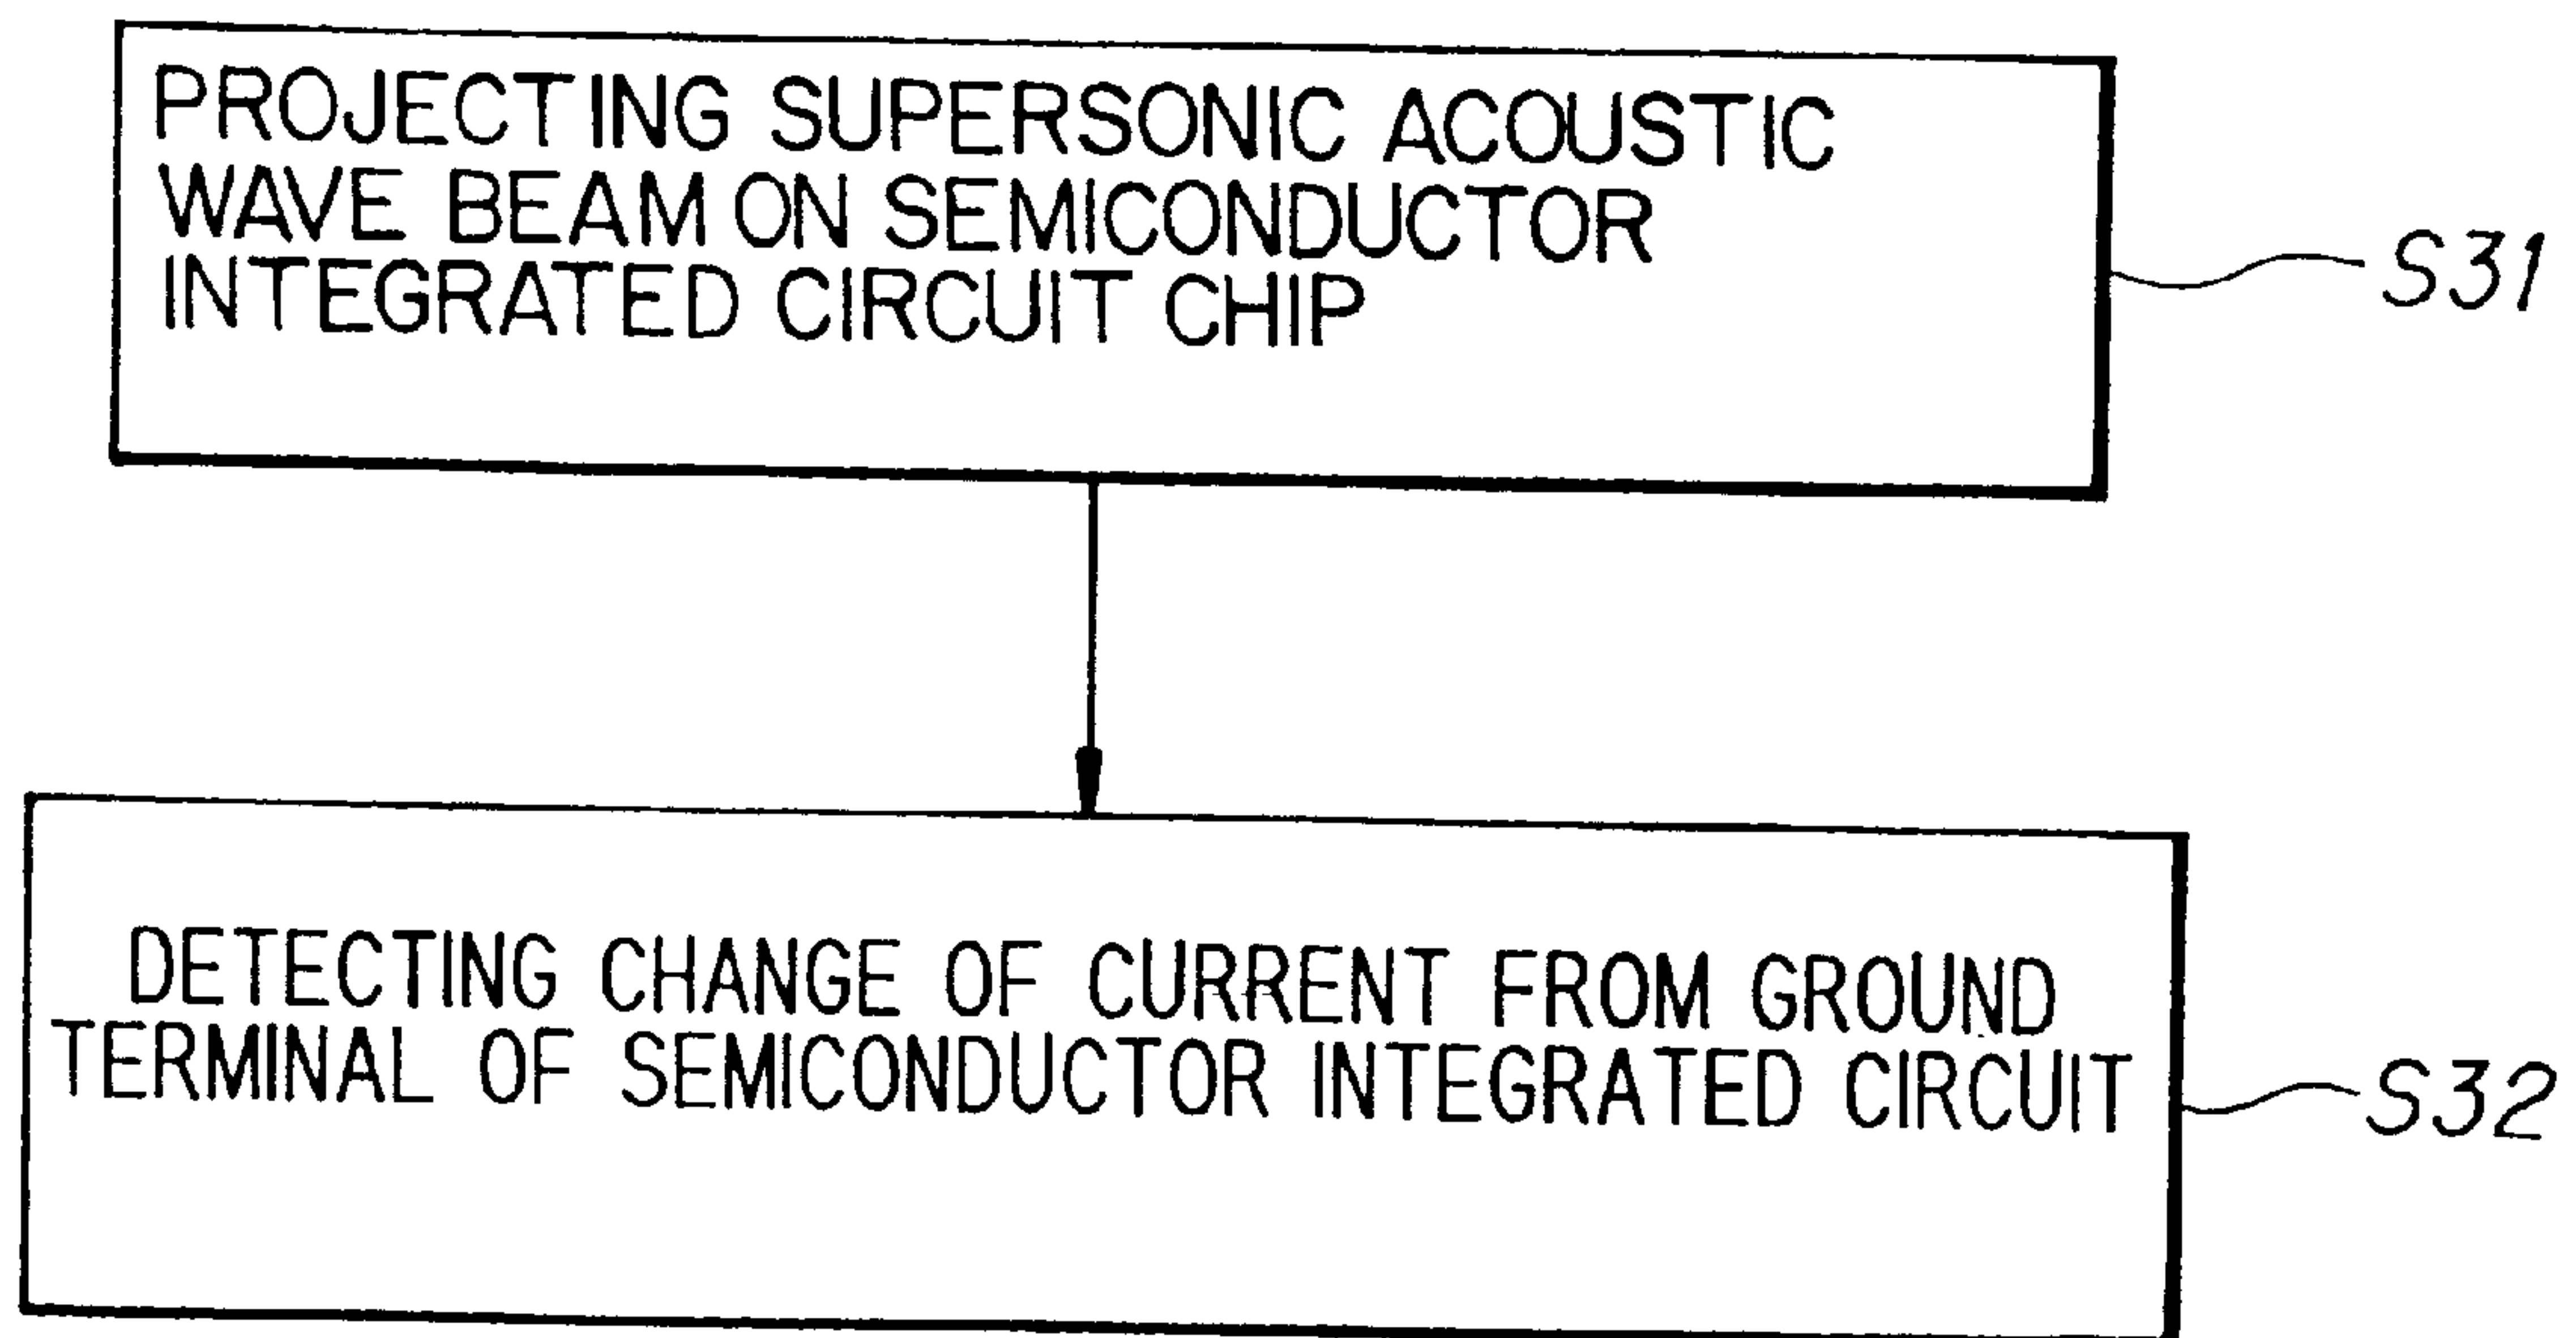 PROJECTING SUPERSONIC ACOUSTIC
WAVE BEAM ON SEMICONDUCTOR
INTEGRATED CIRCUIT CHIP
S31
DETECTING CHANGE OF CURRENT FROM GROUND
TERMINAL OF SEMICONDUCTOR INTEGRATED CIRCUIT
S32